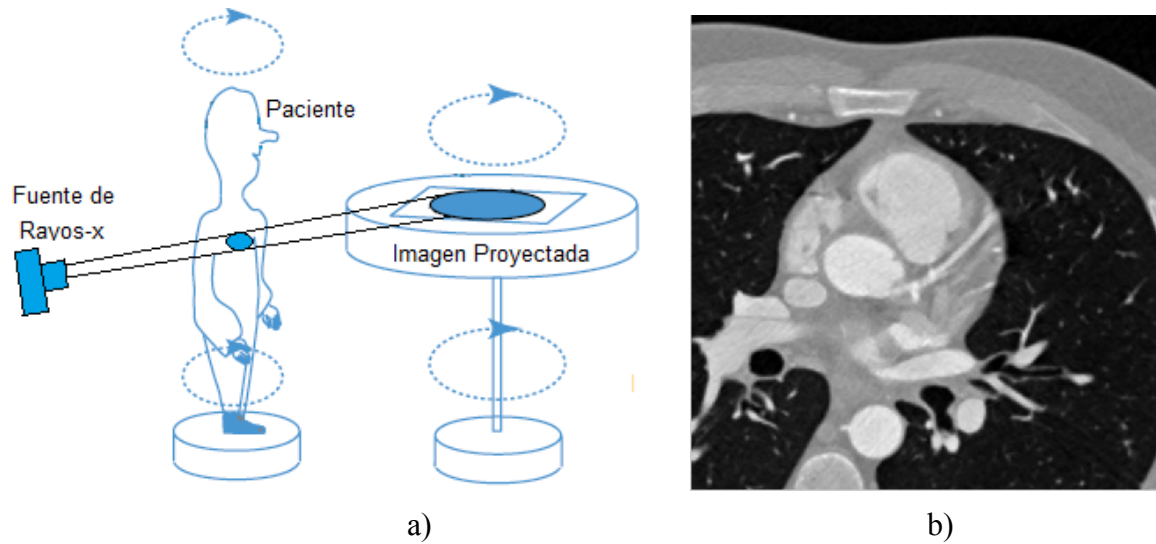 Paciente
Fuente de
Rayos-x
Imagen Proyectada
a)
b)